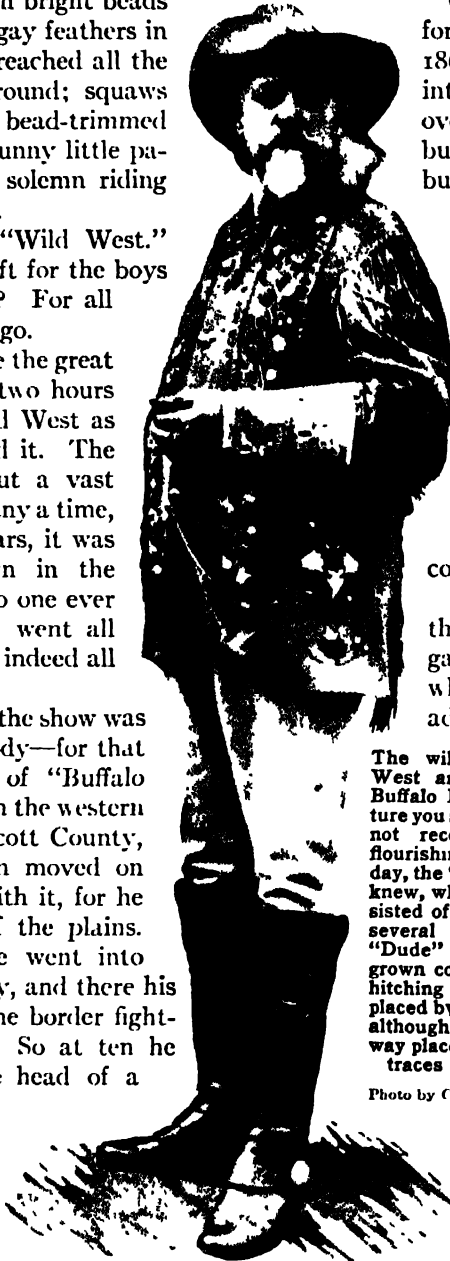 n bright beads
gay feathers in
reached all the
round; squaws
bead-trimmed
unny little pa-
solemn riding
"Wild West."
ft for the boys
? For all
go.
e the great
two hours
l West as
d it. The
ut a vast
any a time,
ars, it was
n in the
o one ever
went all
indeed all
the show was
dy—for that
of "Buffalo
n the western
cott County,
n moved on
ith it, for he
f the plains.
e went into
y, and there his
ne border fight-
So at ten he
e head of a
for
186
int
ov
bu
bu
co
th
ga
wh
ad
The wil
West an
Buffalo
ture you
not rec
flourishin
day, the
knew, wh
sisted of
several
"Dude"
grown co
hitching
placed by
although
way plac
traces
Photo by C